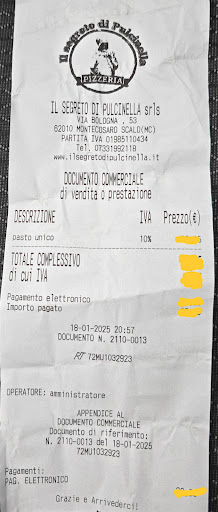 Il segreto di Pulcinella
PIZZERIA
IL SEGRETO DI PULCINELLA srls
VIA BOLOGNA , 53
62010 MONTECOSARO SCALO(MC)
PARTITA IVA 01985110434
Tel. 07331992118
www.ilsegretodipulcinella.it
DOCUMENTO COMMERCIALE
di vendita o prestazione
DESCRIZIONE IVA Prezzo(€)
pasto unico 10%
TOTALE COMPLESSIVO
di cui IVA
Pagamento elettronico
Importo pagato
18-01-2025 20:57
DOCUMENTO N. 2110-0013
RT 72MU1032923
OPERATORE: amministratore
APPENDICE AL
DOCUMENTO COMMERCIALE
Documento di riferimento:
N. 2110-0013 del 18-01-2025
72MU1032923
Pagamenti:
PAG. ELETTRONICO
Grazie e Arrivederci!